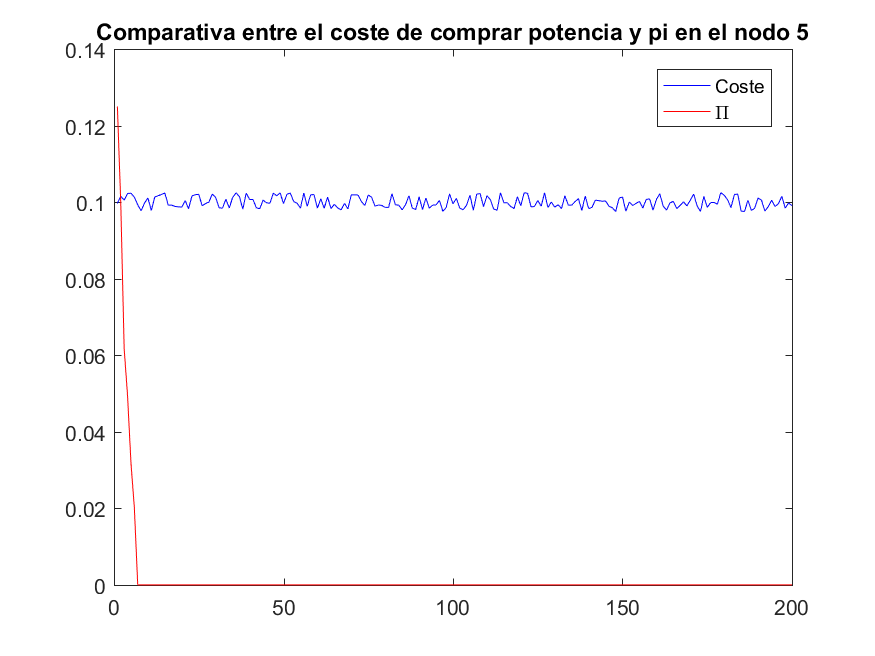 Comparativa entre el coste de comprar potencia y pi en el nodo 5
Coste
Π
0.14
0.12
0.1
0.08
0.06
0.04
0.02
0
0 50 100 150 200